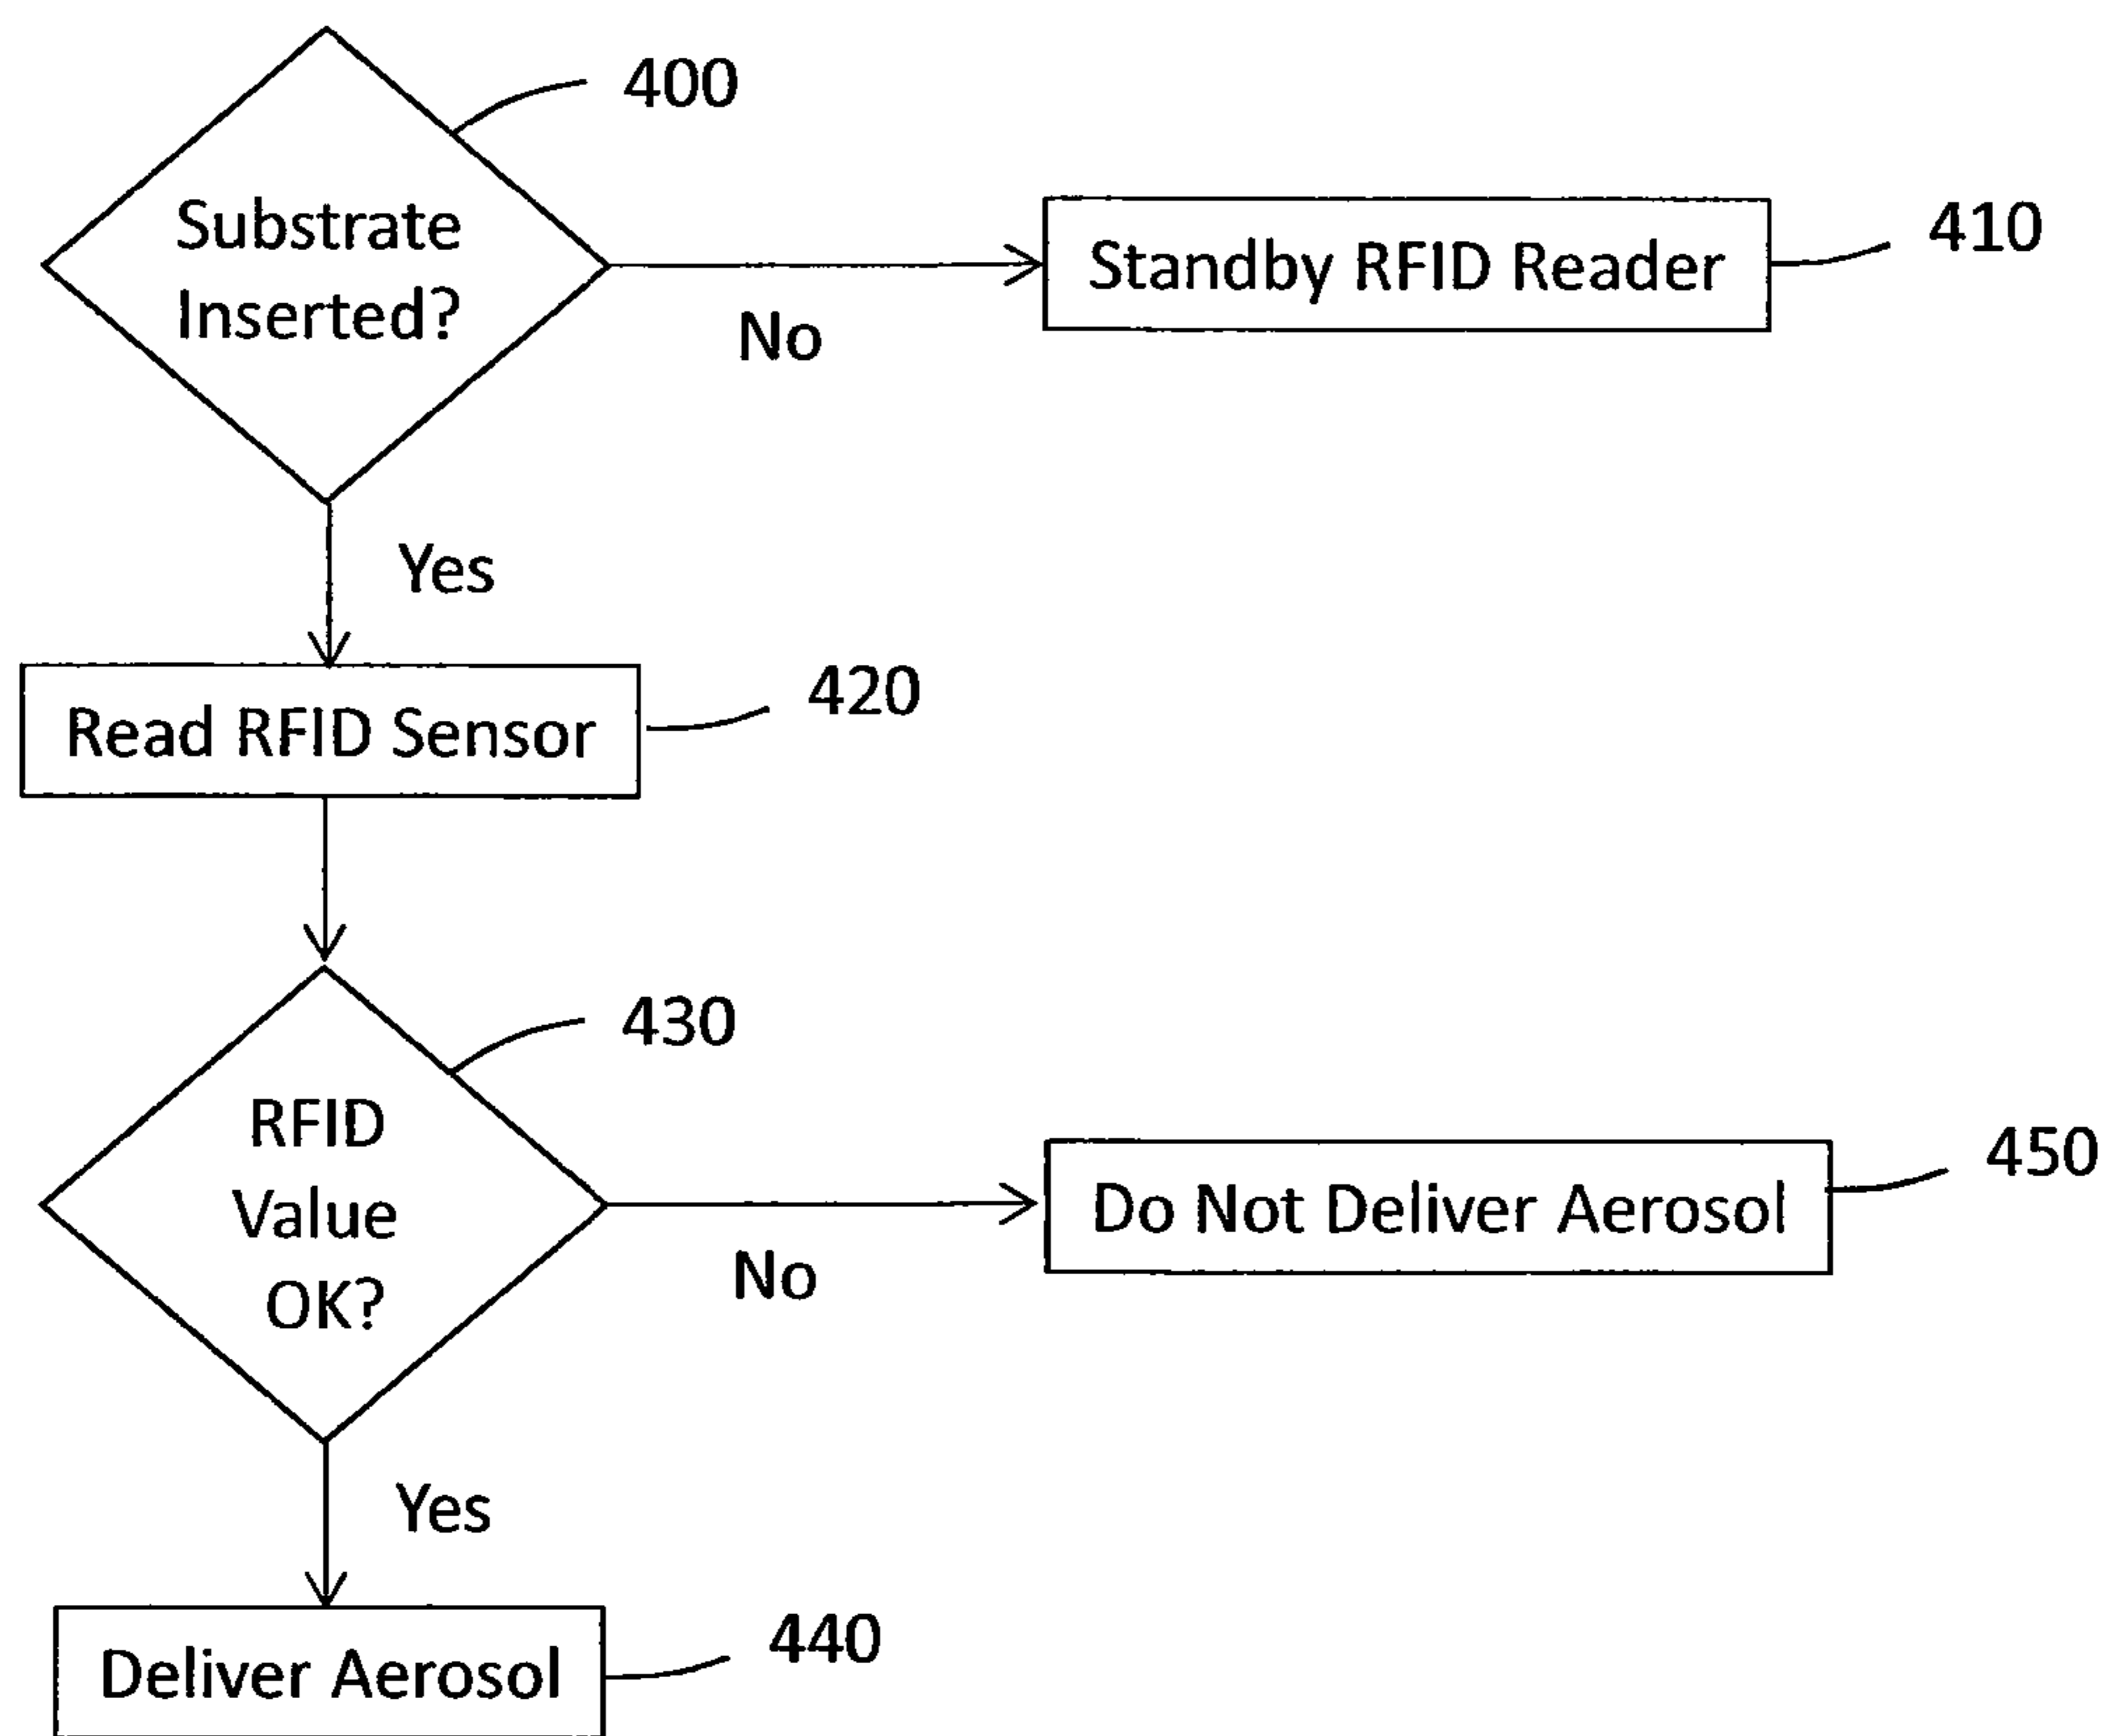 400
Substrate
Inserted?
Standby RFID Reader
410
No
Yes
Read RFID Sensor
420
430
RFID
Value
OK?
Do Not Deliver Aerosol
450
No
Yes
Deliver Aerosol
440